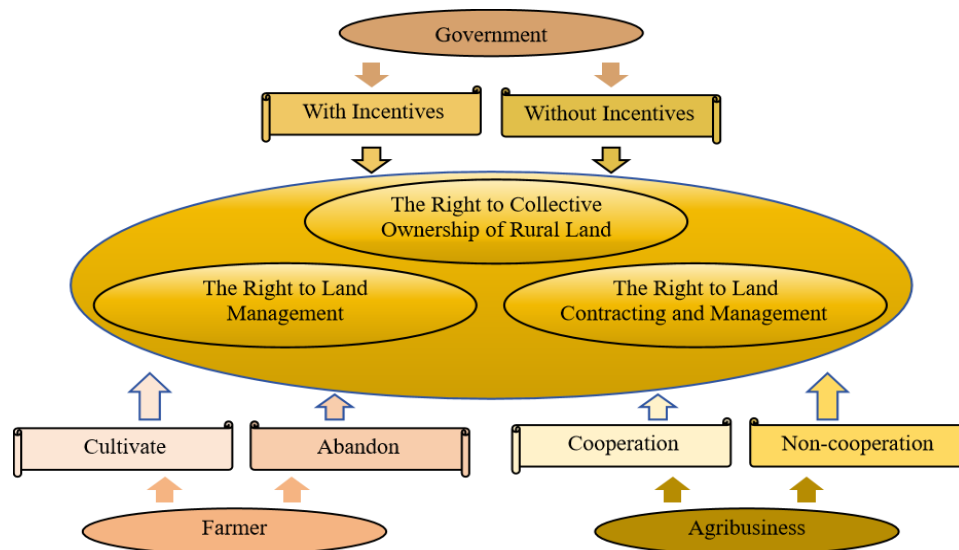 Government
With Incentives
Without Incentives
The Right to Collective
Ownership of Rural Land
The Right to Land
Management
The Right to Land
Contracting and Management
Cultivate
Abandon
Cooperation
Non-cooperation
Farmer
Agribusiness